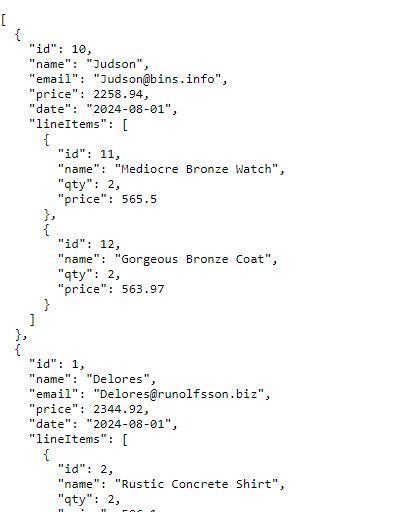 [
  {
    "id": 10,
    "name": "Judson",
    "email": "Judson@bins.info",
    "price": 2258.94,
    "date": "2024-08-01",
    "lineItems": [
      {
        "id": 11,
        "name": "Mediocre Bronze Watch",
        "qty": 2,
        "price": 565.5
      },
      {
        "id": 12,
        "name": "Gorgeous Bronze Coat",
        "qty": 2,
        "price": 563.97
      }
    ]
  },
  {
    "id": 1,
    "name": "Delores",
    "email": "Delores@runolfsson.biz",
    "price": 2344.92,
    "date": "2024-08-01",
    "lineItems": [
      {
        "id": 2,
        "name": "Rustic Concrete Shirt",
        "qty": 2,